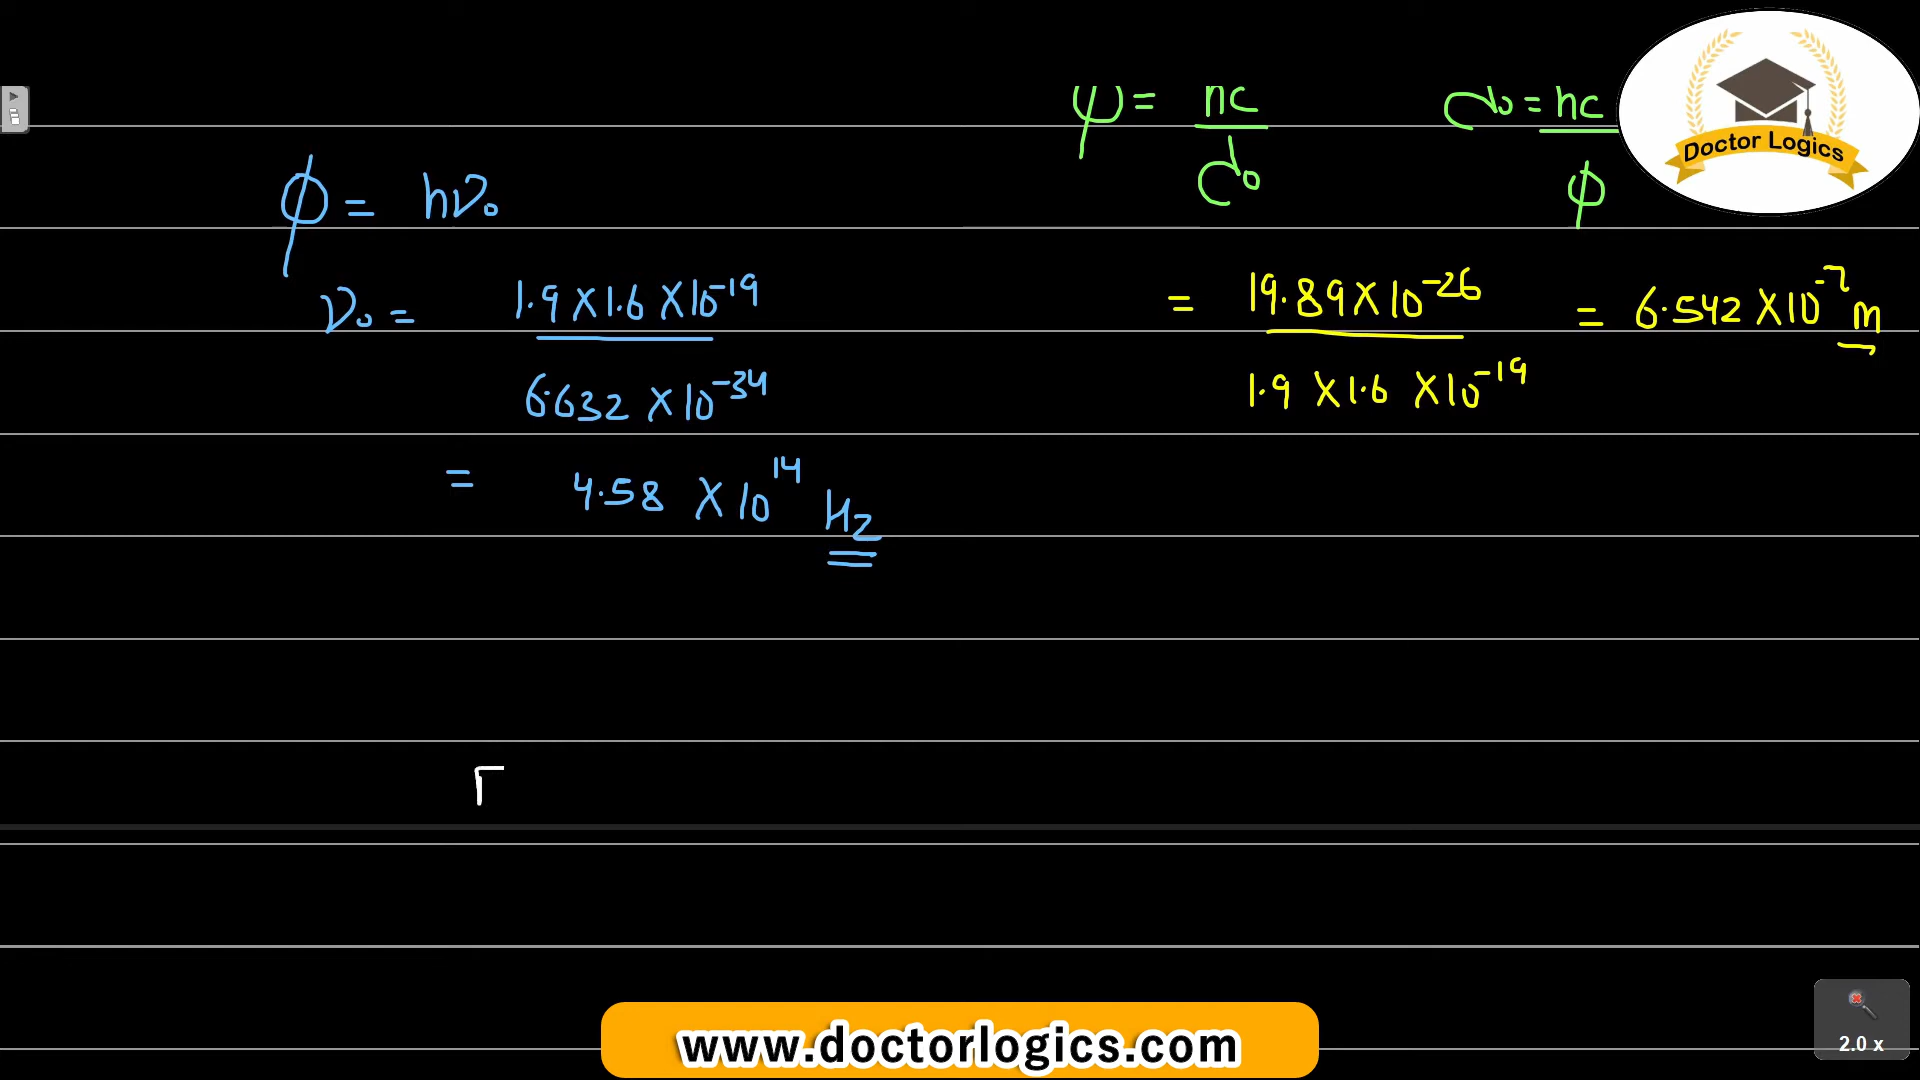 ϕ = hc / λ₀
λ₀ = hc / ϕ
Doctor Logics
ϕ = hν₀
ν₀ = 1.9 × 1.6 × 10⁻¹⁹ / 6.632 × 10⁻³⁴
= 4.58 × 10¹⁴ Hz
= 19.89 × 10⁻²⁶ / 1.9 × 1.6 × 10⁻¹⁹ = 6.542 × 10⁻⁷ m
www.doctorlogics.com
2.0 x